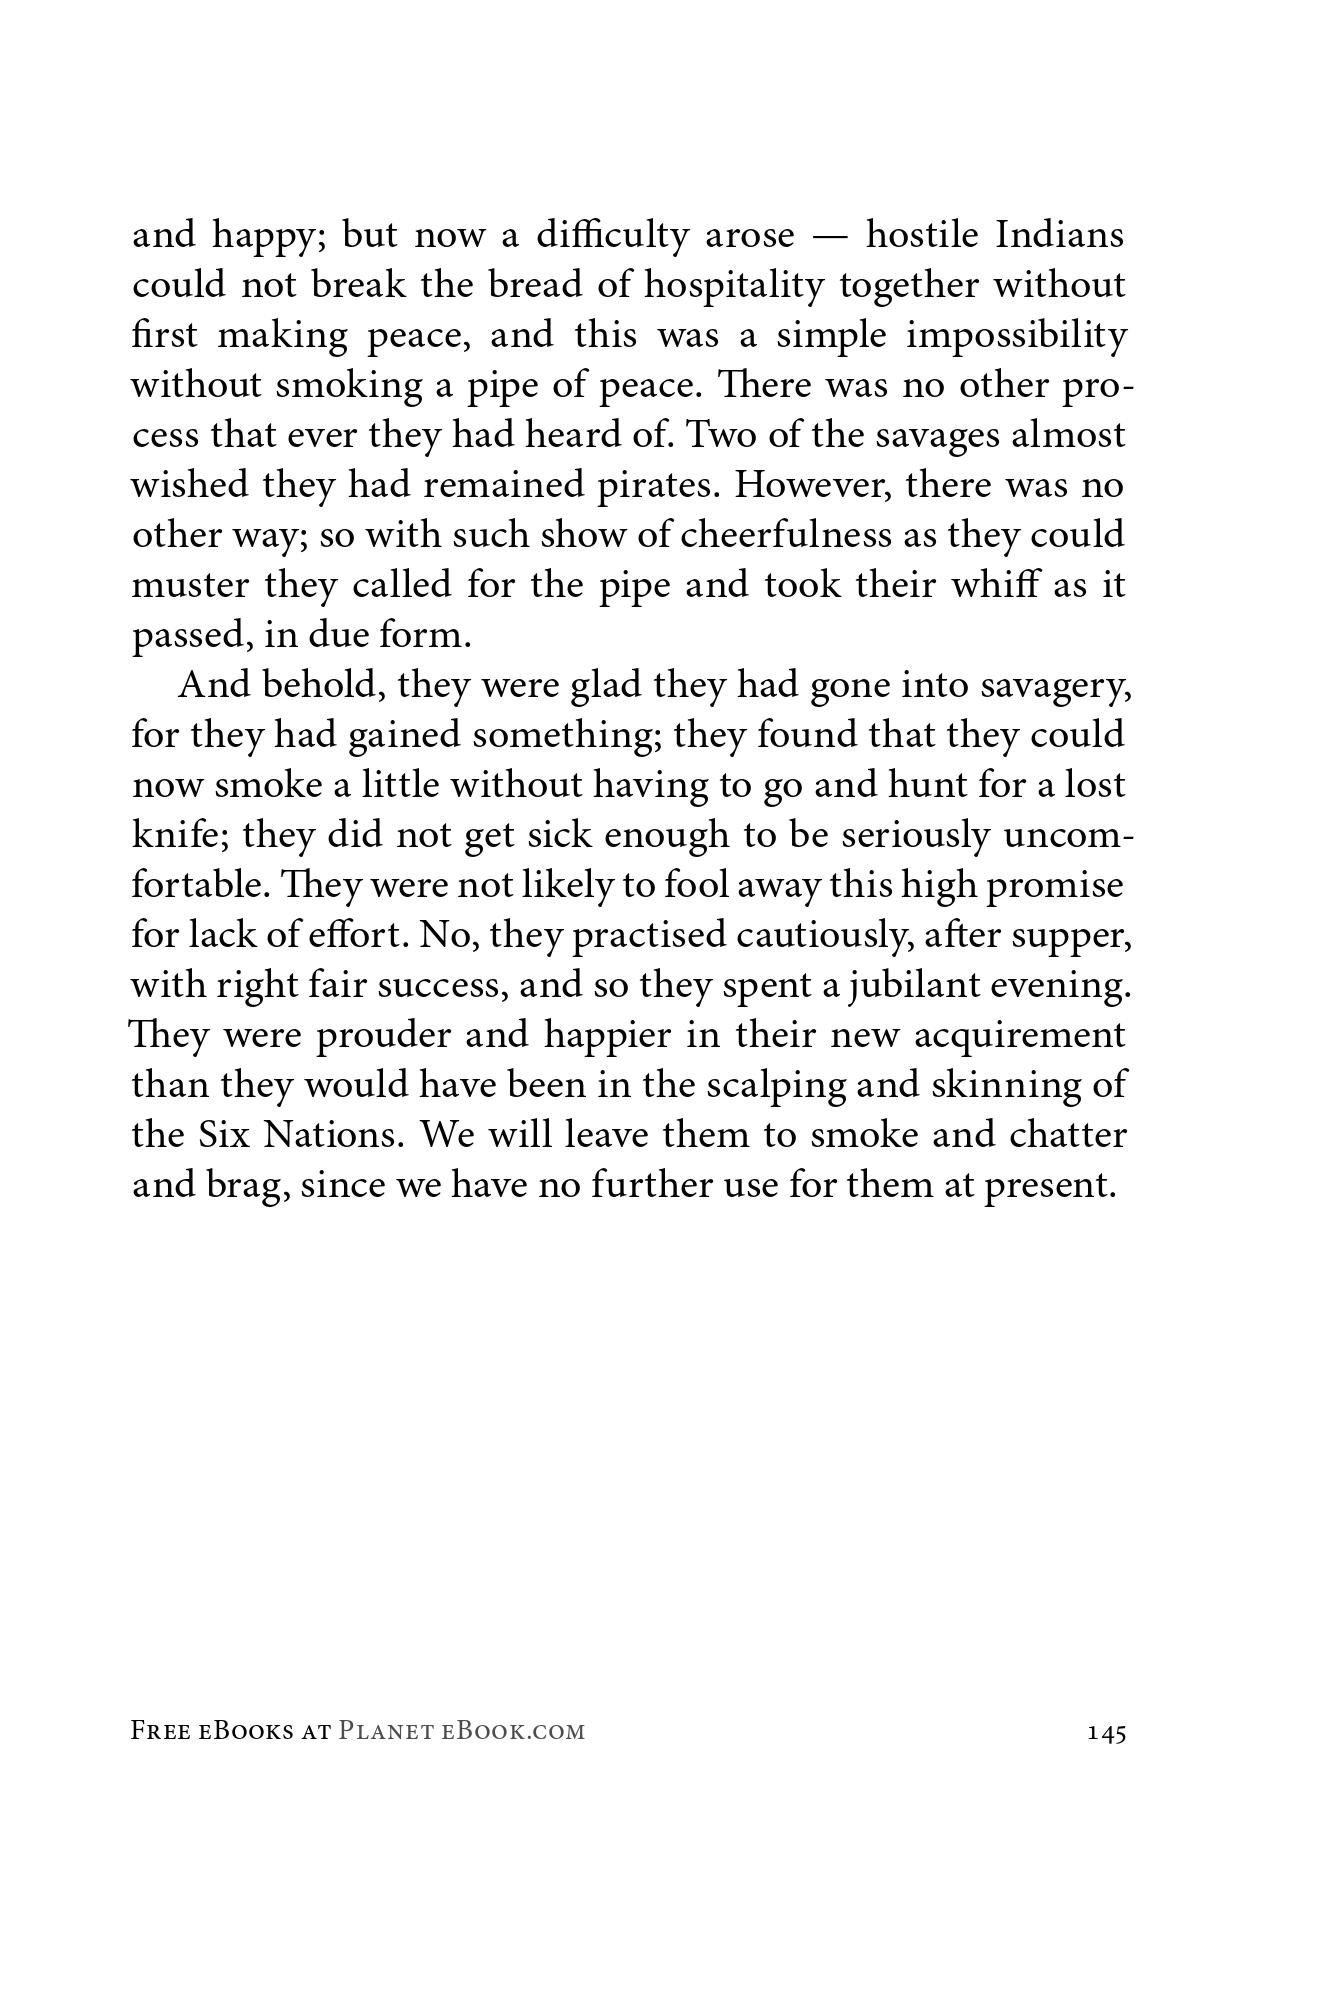 and happy; but now a difficulty arose — hostile Indians
could not break the bread of hospitality together without
first making peace, and this was a simple impossibility
without smoking a pipe of peace. There was no other pro-
cess that ever they had heard of. Two of the savages almost
wished they had remained pirates. However, there was no
other way; so with such show of cheerfulness as they could
muster they called for the pipe and took their whiff as it
passed, in due form.
And behold, they were glad they had gone into savagery,
for they had gained something; they found that they could
now smoke a little without having to go and hunt for a lost
knife; they did not get sick enough to be seriously uncom-
fortable. They were not likely to fool away this high promise
for lack of effort. No, they practised cautiously, after supper,
with right fair success, and so they spent a jubilant evening.
They were prouder and happier in their new acquirement
than they would have been in the scalping and skinning of
the Six Nations. We will leave them to smoke and chatter
and brag, since we have no further use for them at present.
Free eBooks at Planet eBook.com 145